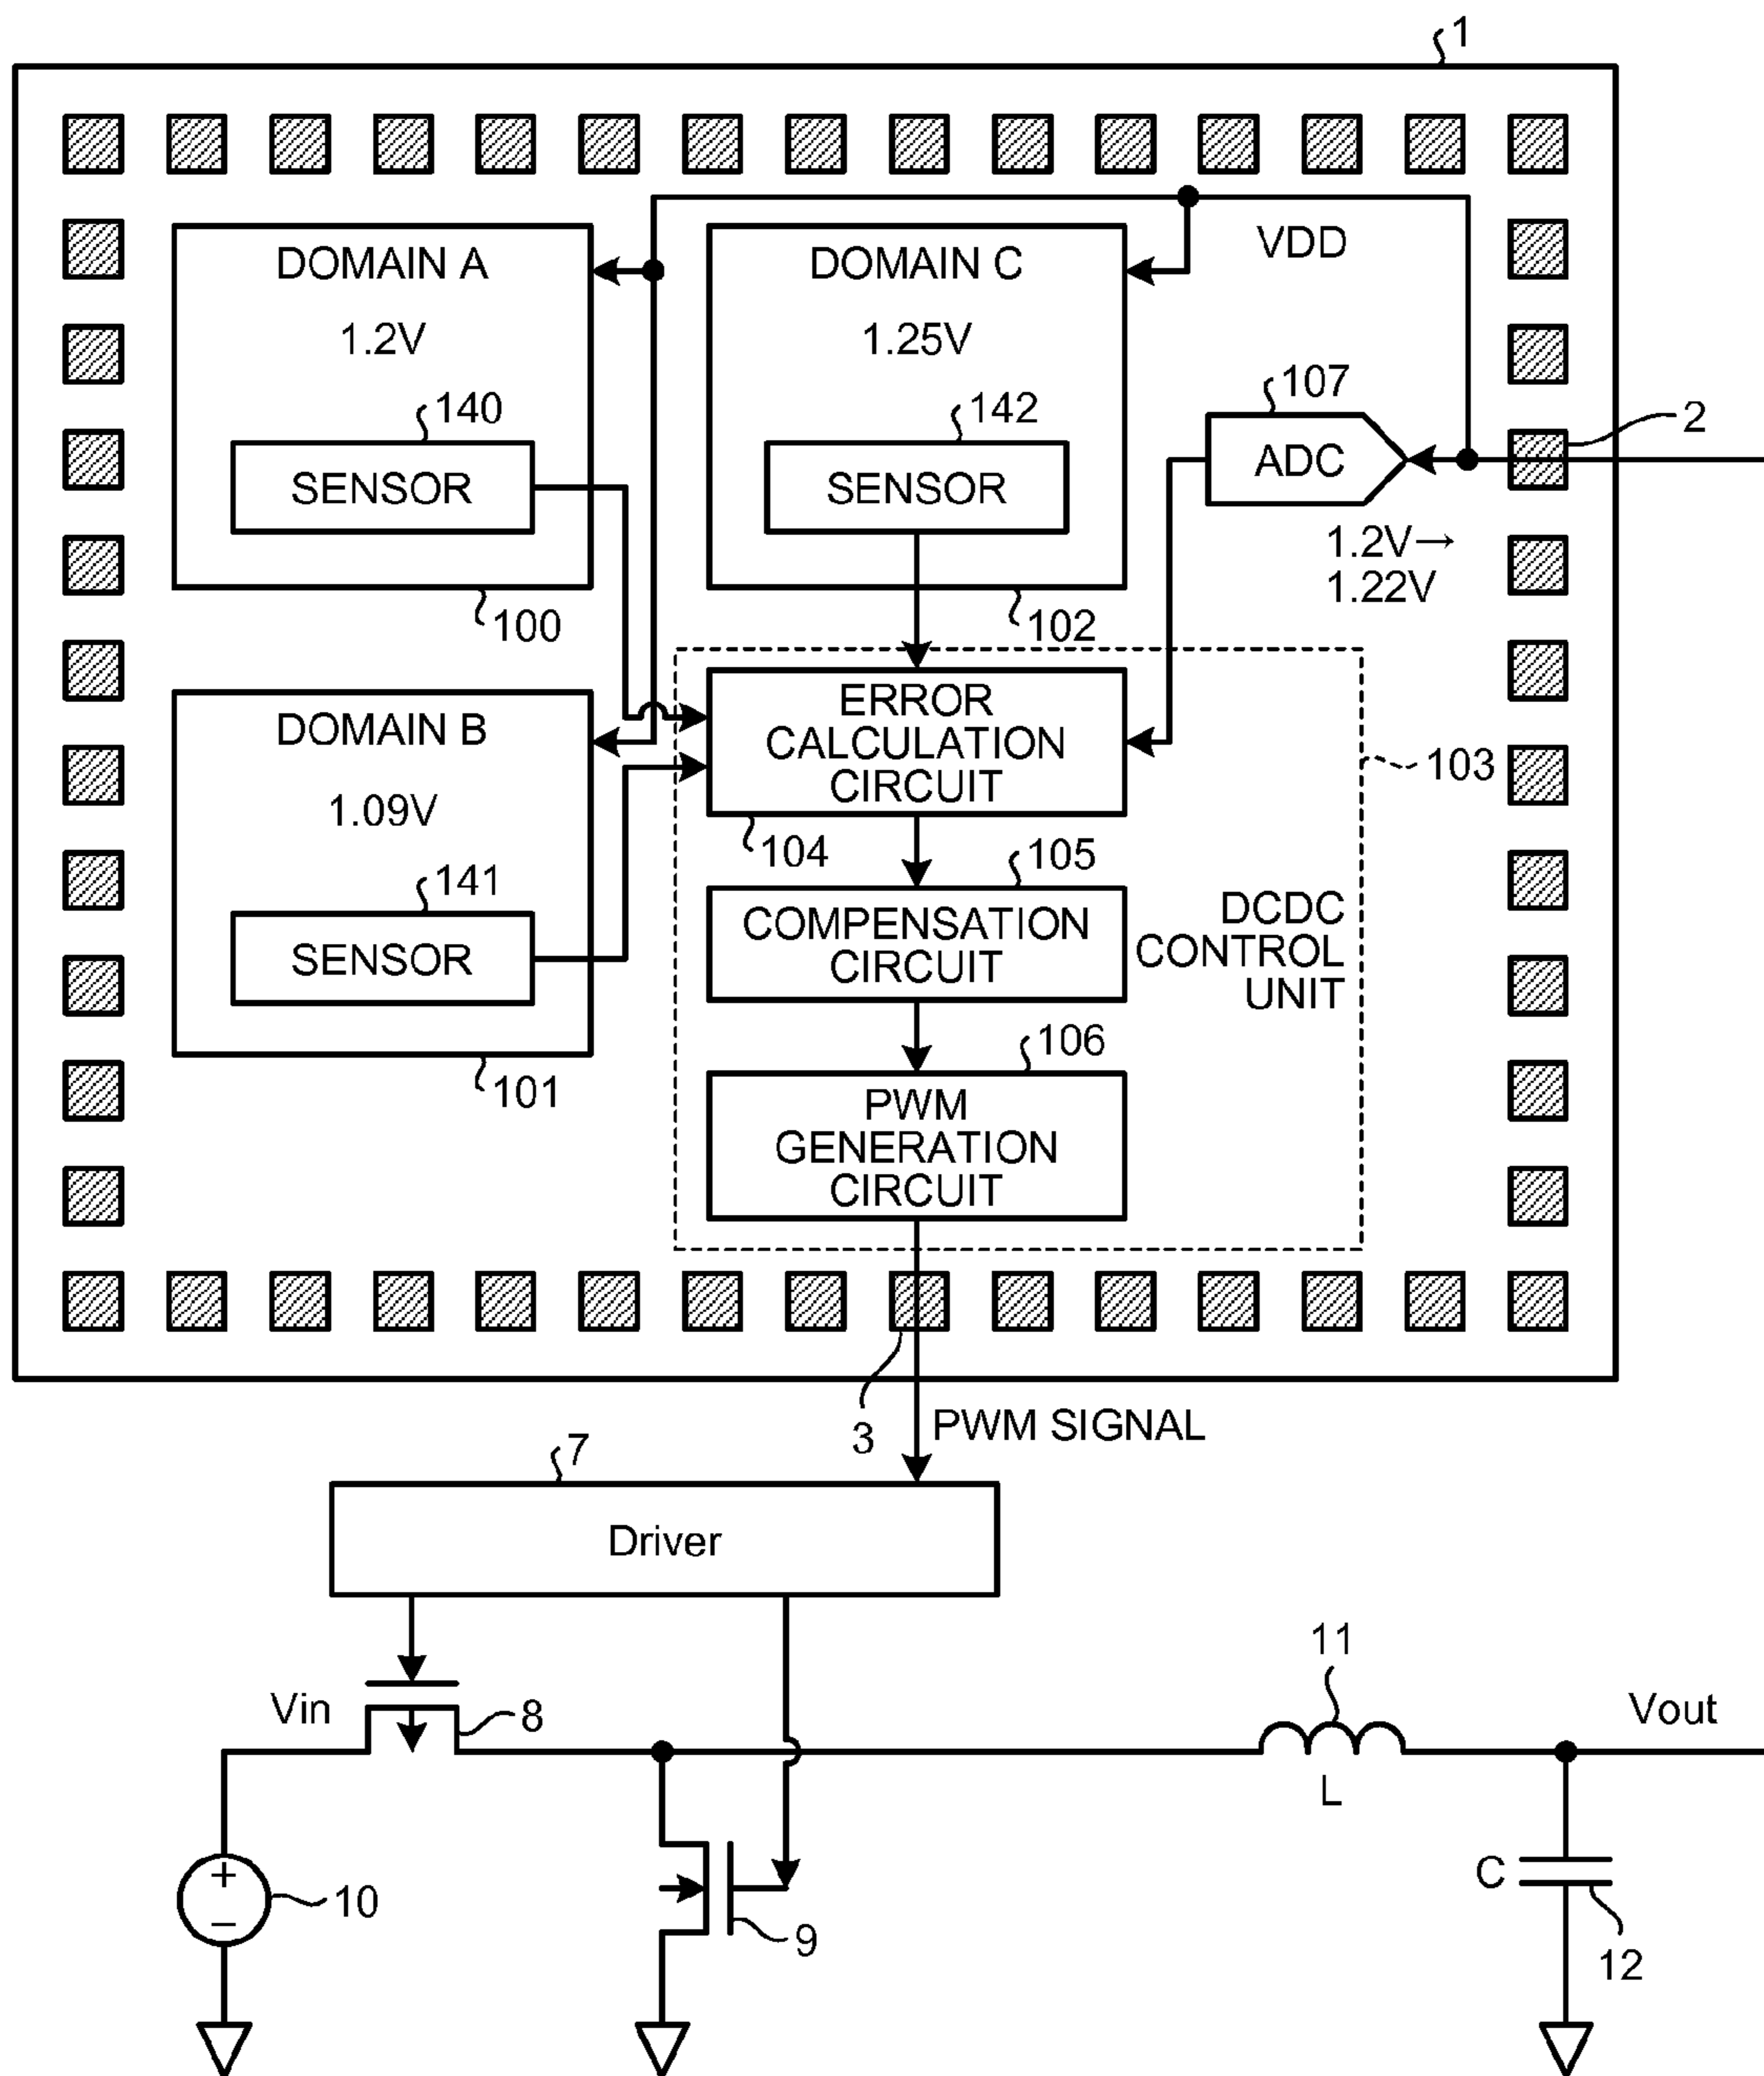 1
DOMAIN A
1.2V
140
SENSOR
100
DOMAIN C
1.25V
142
SENSOR
102
VDD
107
ADC
2
1.2V→
1.22V
DOMAIN B
1.09V
141
SENSOR
101
ERROR
CALCULATION
CIRCUIT
104
103
105
COMPENSATION
CIRCUIT
DCDC
CONTROL
UNIT
106
PWM
GENERATION
CIRCUIT
3
PWM SIGNAL
7
Driver
Vin
8
11
L
Vout
+
−
10
9
C
12